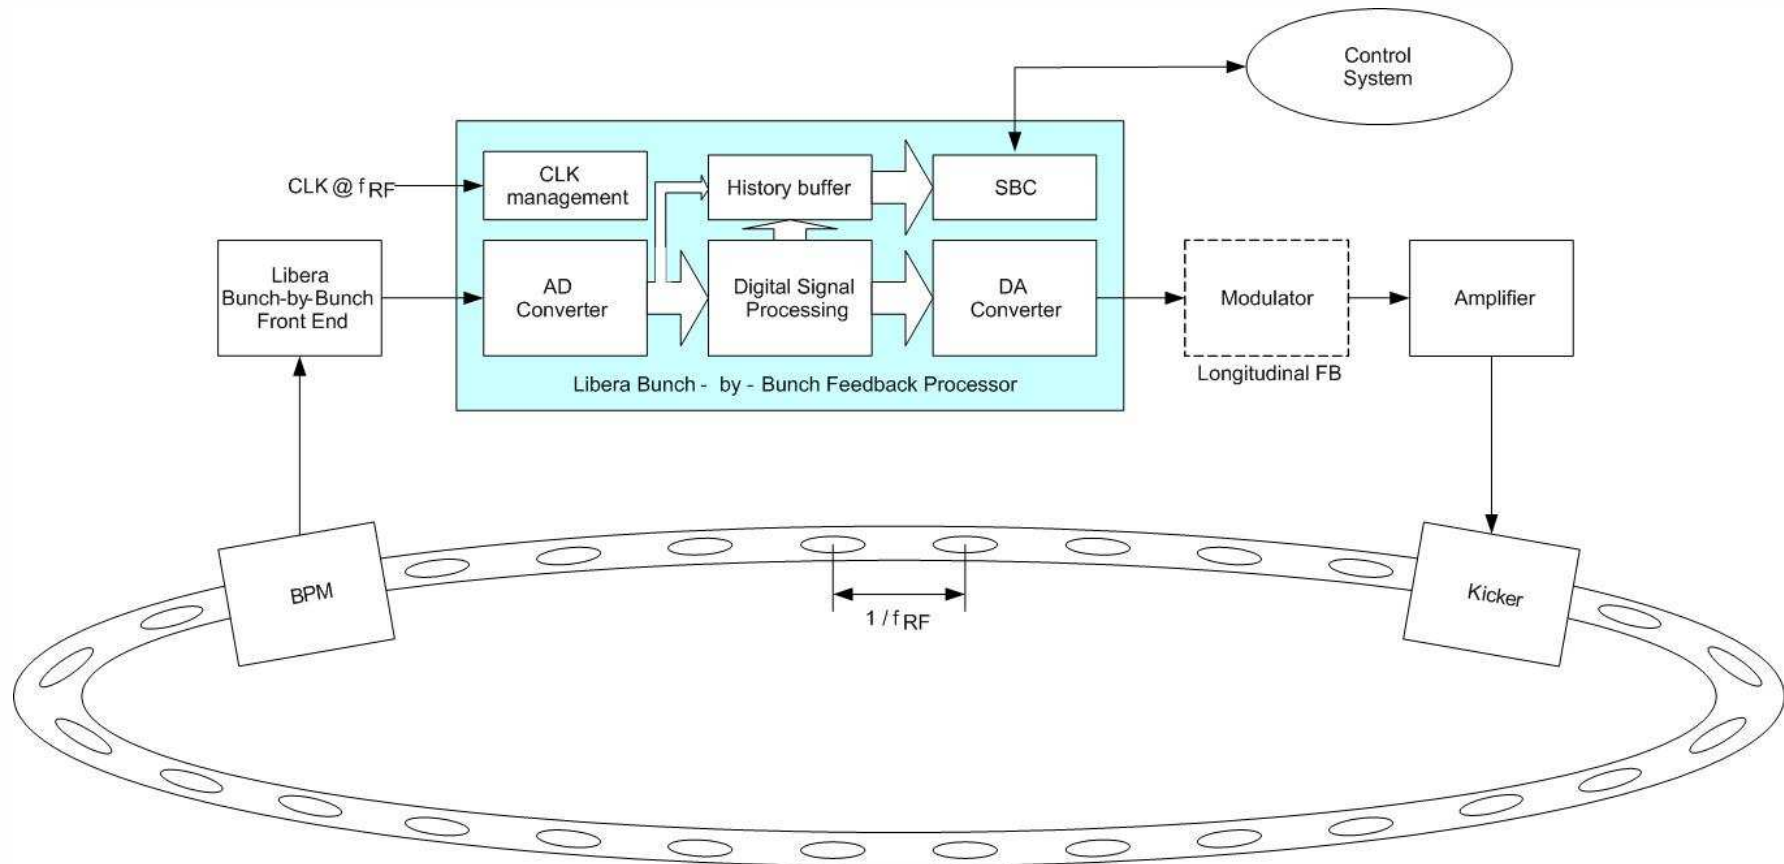 Control
System
CLK @ fRF
CLK
management
History buffer
SBC
Libera
Bunch-by-Bunch
Front End
AD
Converter
Digital Signal
Processing
DA
Converter
Modulator
Amplifier
Longitudinal FB
Libera Bunch - by - Bunch Feedback Processor
BPM
1 / fRF
Kicker